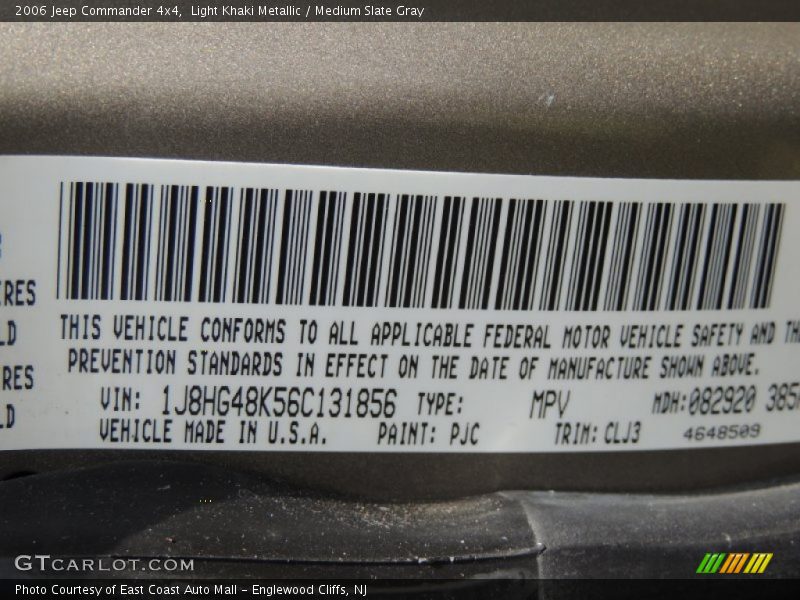 2006 Jeep Commander 4x4, Light Khaki Metallic / Medium Slate Gray
THIS VEHICLE CONFORMS TO ALL APPLICABLE FEDERAL MOTOR VEHICLE SAFETY AND
PREVENTION STANDARDS IN EFFECT ON THE DATE OF MANUFACTURE SHOWN ABOVE.
VIN: 1J8HG48K56C131856 TYPE: MPV MDH:082920 385
VEHICLE MADE IN U.S.A. PAINT: PJC TRIM: CLJ3 4648509
GTCARLOT.COM
Photo Courtesy of East Coast Auto Mall - Englewood Cliffs, NJ